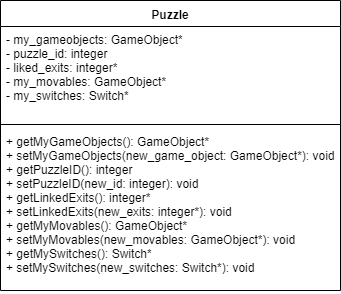 Puzzle
- my_gameobjects: GameObject*
- puzzle_id: integer
- liked_exits: integer*
- my_movables: GameObject*
- my_switches: Switch*
+ getMyGameObjects(): GameObject*
+ setMyGameObjects(new_game_object: GameObject*): void
+ getPuzzleID(): integer
+ setPuzzleID(new_id: integer): void
+ getLinkedExits(): integer*
+ setLinkedExits(new_exits: integer*): void
+ getMyMovables(): GameObject*
+ setMyMovables(new_movables: GameObject*): void
+ getMySwitches(): Switch*
+ setMySwitches(new_switches: Switch*): void